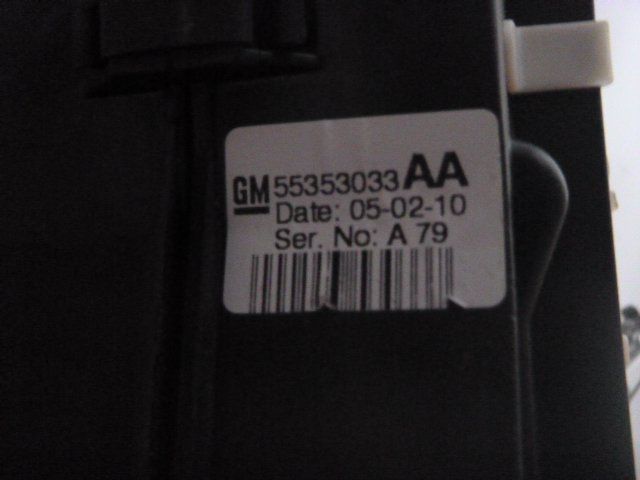 GM 55353033 AA
Date: 05-02-10
Ser. No: A 79